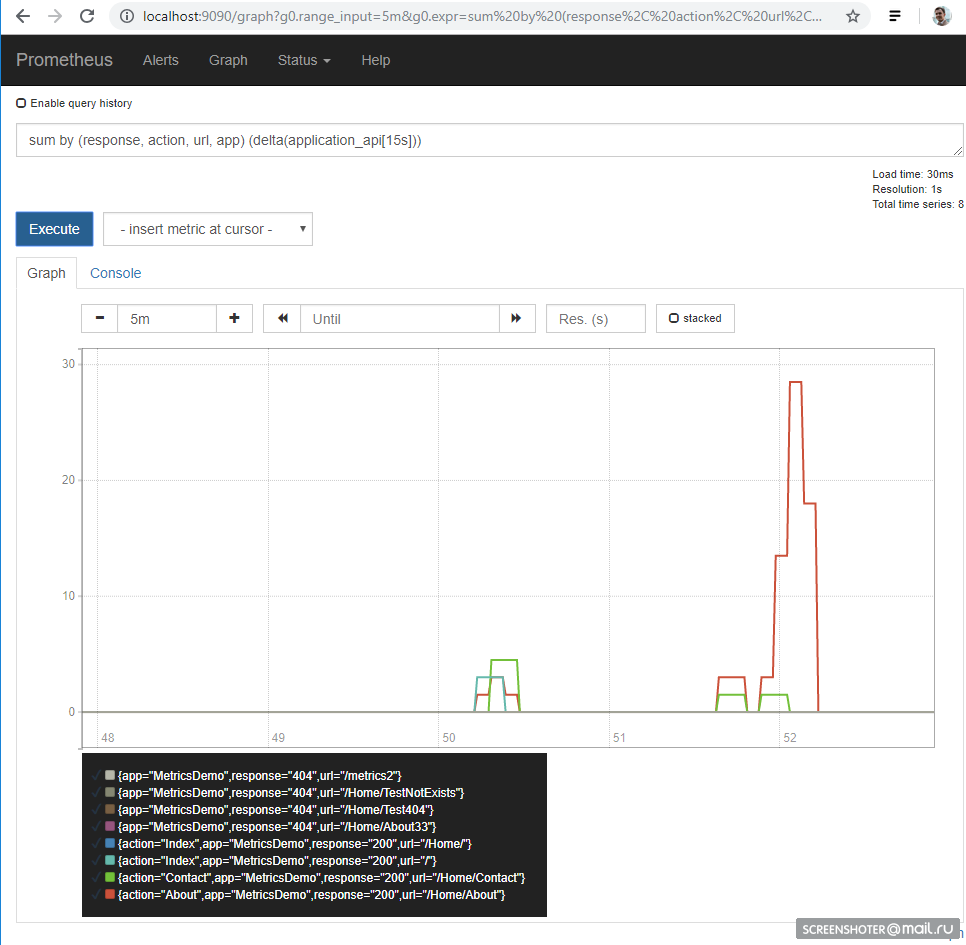 localhost:9090/graph?g0.range_input=5m&g0.expr=sum%20by%20(response%2C%20action%2C%20url%2C...
Prometheus Alerts Graph Status Help
Enable query history
sum by (response, action, url, app) (delta(application_api[15s]))
Load time: 30ms
Resolution: 1s
Total time series: 8
Execute - insert metric at cursor -
Graph Console
- 5m + Until Res. (s) stacked
30
20
10
0
48 49 50 51 52
{app="MetricsDemo",response="404",url="/metrics2"}
{app="MetricsDemo",response="404",url="/Home/TestNotExists"}
{app="MetricsDemo",response="404",url="/Home/Test404"}
{app="MetricsDemo",response="404",url="/Home/About33"}
{action="Index",app="MetricsDemo",response="200",url="/Home/"}
{action="Index",app="MetricsDemo",response="200",url="/"}
{action="Contact",app="MetricsDemo",response="200",url="/Home/Contact"}
{action="About",app="MetricsDemo",response="200",url="/Home/About"}
SCREENSHOTER@mail.ru